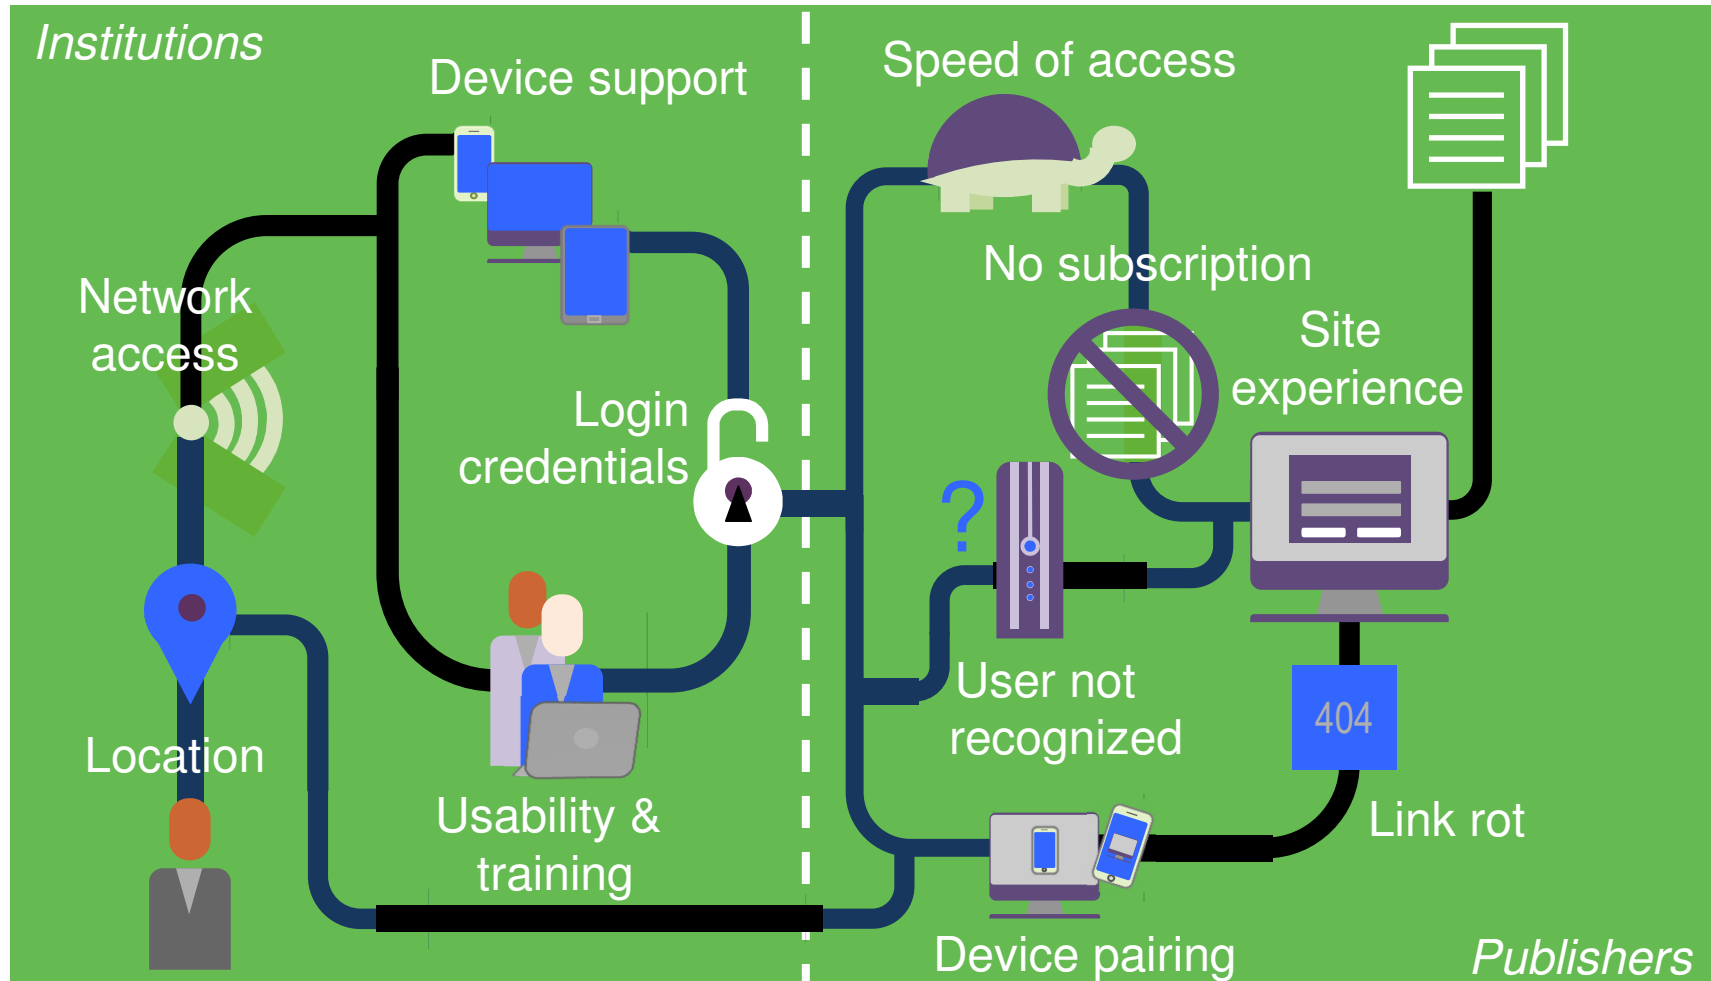 Institutions
Device support
Network
access
Login
credentials
Location
Usability &
training
Speed of access
No subscription
Site
experience
?
User not
recognized
404
Link rot
Device pairing
Publishers